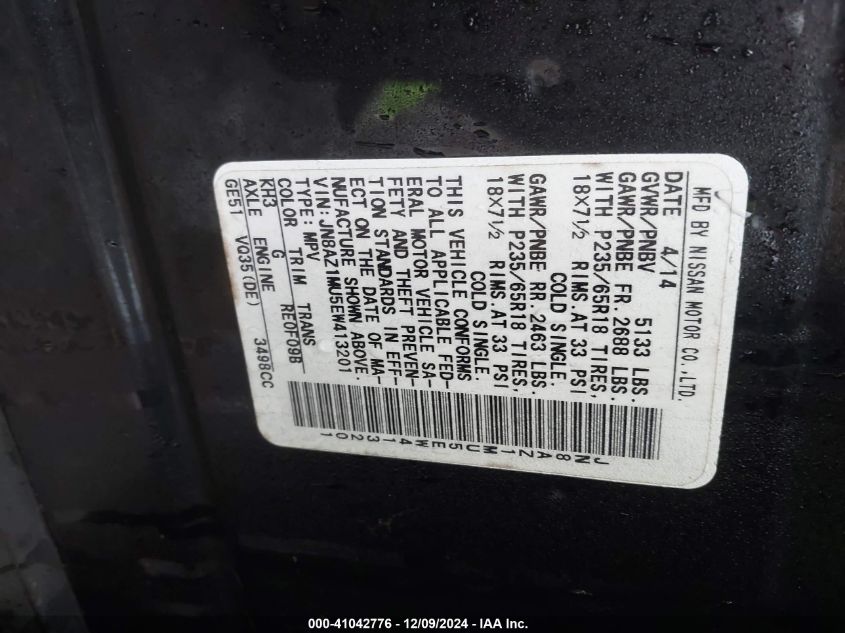 MFD BY NISSAN MOTOR CO.,LTD.
DATE 4/14
GVWR/PNBV 5133 LBS.
GAWR/PNBE FR.2688 LBS.
WITH P235/65R18 TIRES,
18X7½ RIMS.AT 33 PSI
COLD SINGLE.
GAWR/PNBE RR.2463 LBS.
WITH P235/65R18 TIRES,
18X7½ RIMS.AT 33 PSI
COLD SINGLE.
THIS VEHICLE CONFORMS
TO ALL APPLICABLE FED-
ERAL MOTOR VEHICLE SA-
FETY AND THEFT PREVEN-
TION STANDARDS IN EFF-
ECT ON THE DATE OF MA-
NUFACTURE SHOWN ABOVE.
VIN:JN8AZ1MU5EW413201
TYPE:MPV
COLOR TRIM TRANS
KH3 G RE0F09B
AXLE ENGINE
GE51 VQ35(DE) 3498CC
JN8AZ1MU5EW413201
000-41042776 - 12/09/2024 - IAA Inc.